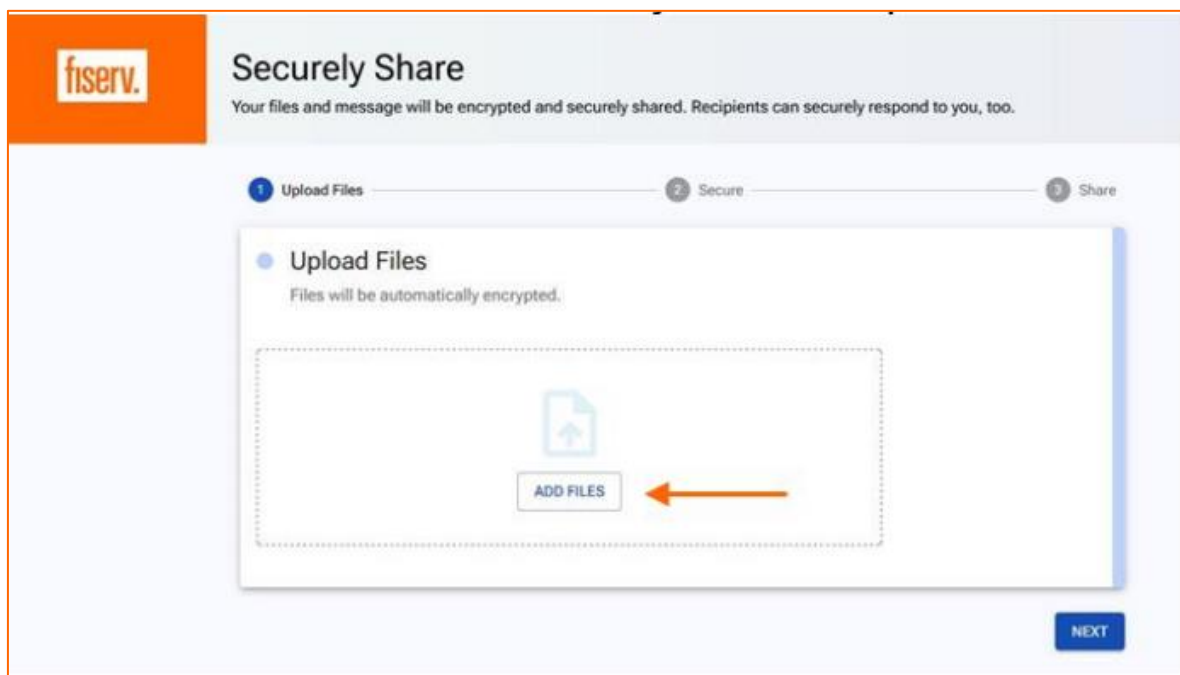 fiserv.
Securely Share
Your files and message will be encrypted and securely shared. Recipients can securely respond to you, too.
1 Upload Files 2 Secure 3 Share
Upload Files
Files will be automatically encrypted.
ADD FILES
NEXT